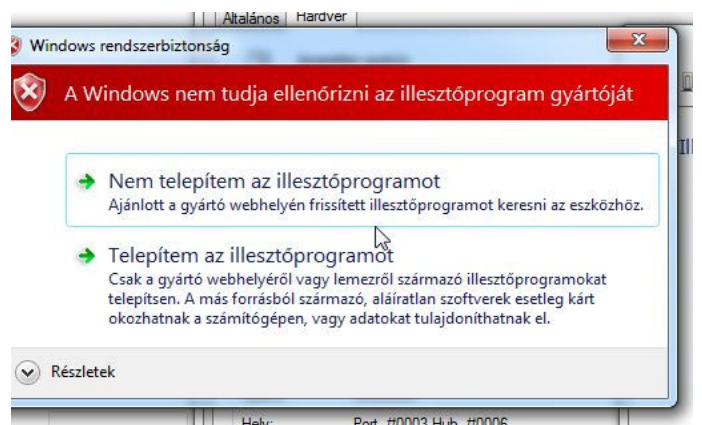 Általános Hardver
Windows rendszerbiztonság
A Windows nem tudja ellenőrizni az illesztőprogram gyártóját
Ill
Nem telepítem az illesztőprogramot
Ajánlott a gyártó webhelyén frissített illesztőprogramot keresni az eszközhöz.
Telepítem az illesztőprogramot
Csak a gyártó webhelyéről vagy lemezről származó illesztőprogramokat
telepítsen. A más forrásból származó, aláíratlan szoftverek esetleg kárt
okozhatnak a számítógépen, vagy adatokat tulajdoníthatnak el.
Részletek
Hely: Port_#0003.Hub_#0006